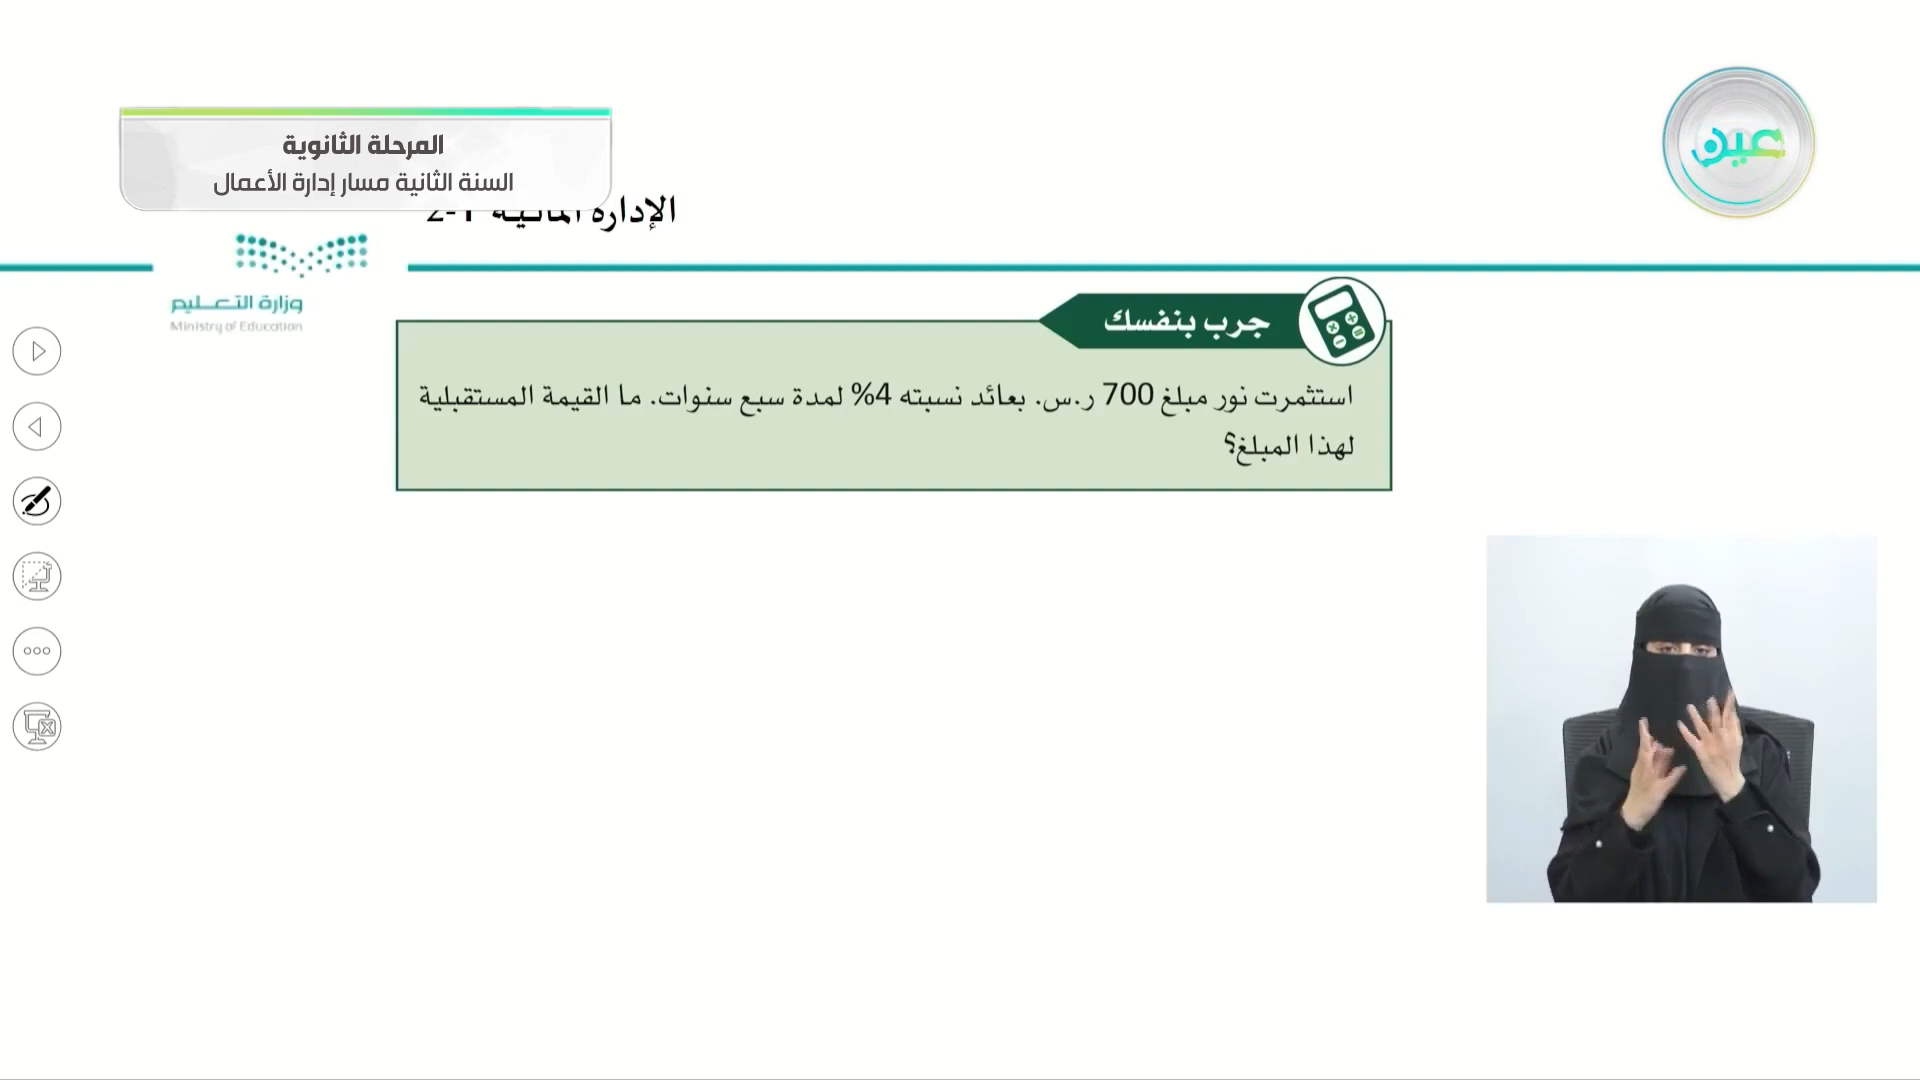 المرحلة الثانوية
السنة الثانية مسار إدارة الأعمال
عين
الإدارة المالية 1-2
وزارة التعليم
Ministry of Education
جرب بنفسك
استثمرت نور مبلغ 700 ر.س. بعائد نسبته 4% لمدة سبع سنوات. ما القيمة المستقبلية
لهذا المبلغ؟